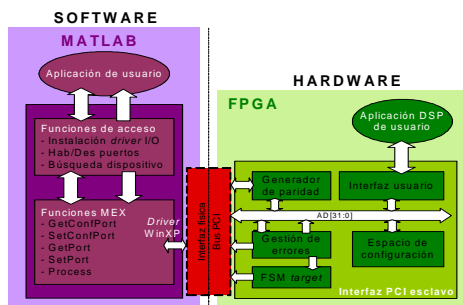 SOFTWARE
MATLAB
Aplicación de usuario
Funciones de acceso
- Instalación driver I/O
- Hab/Des puertos
- Búsqueda dispositivo
Funciones MEX
- GetConfPort
- SetConfPort
- GetPort
- SetPort
- Process
Driver
WinXP
Interfaz física
Bus PCI
HARDWARE
FPGA
Aplicación DSP
de usuario
Generador
de paridad
Interfaz usuario
AD[31:0]
Gestión de
errores
Espacio de
configuración
FSM target.
Interfaz PCI esclavo